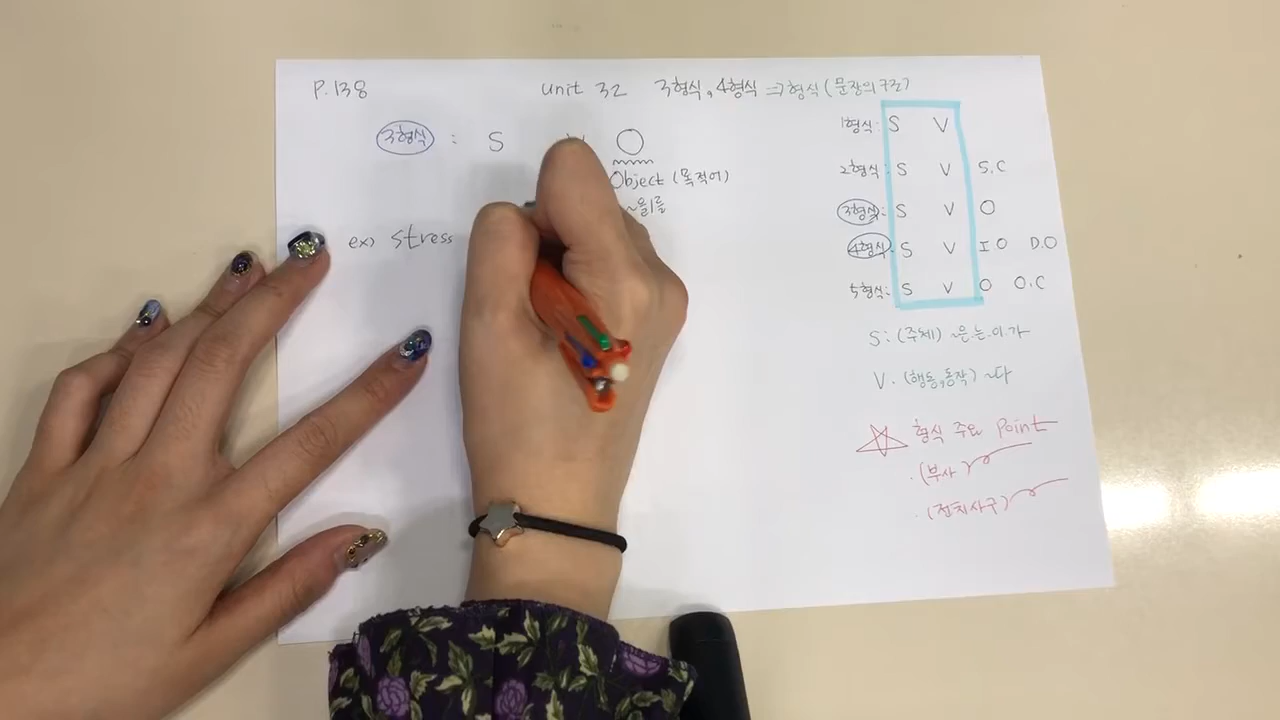 P.138
unit 32 3형식, 4형식 => 형식 (문장의 구조)
3형식 : S V O
Object (목적어)
~을/를
ex) stress
1형식: S V
2형식: S V S.C
3형식: S V O
4형식: S V I.O D.O
5형식: S V O O.C
S: (주체) ~은.는.이.가
V. (행동,동작) ~다
☆ 형식 주요 Point
. (부사)
. (전치사구)